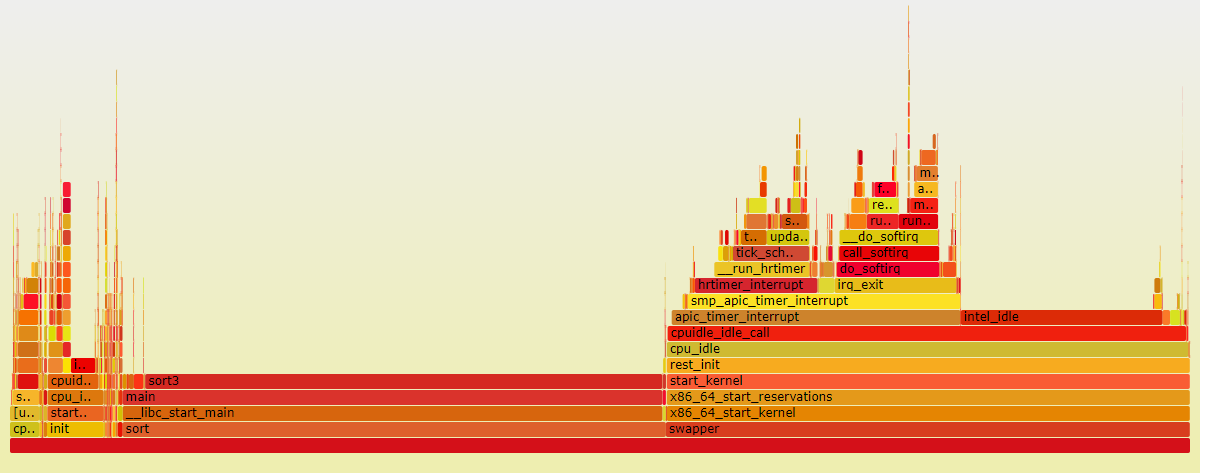 m..
f.. a..
re.. m..
s.. ru.. run..
t.. upda.. __do_softirq
tick_sch.. call_softirq
__run_hrtimer do_softirq
hrtimer_interrupt irq_exit
smp_apic_timer_interrupt
apic_timer_interrupt intel_idle
cpuidle_idle_call
cpu_idle
i.. rest_init
cpuid.. sort3 start_kernel
s.. cpu_i.. main x86_64_start_reservations
[u.. start.. __libc_start_main x86_64_start_kernel
cp.. init sort swapper